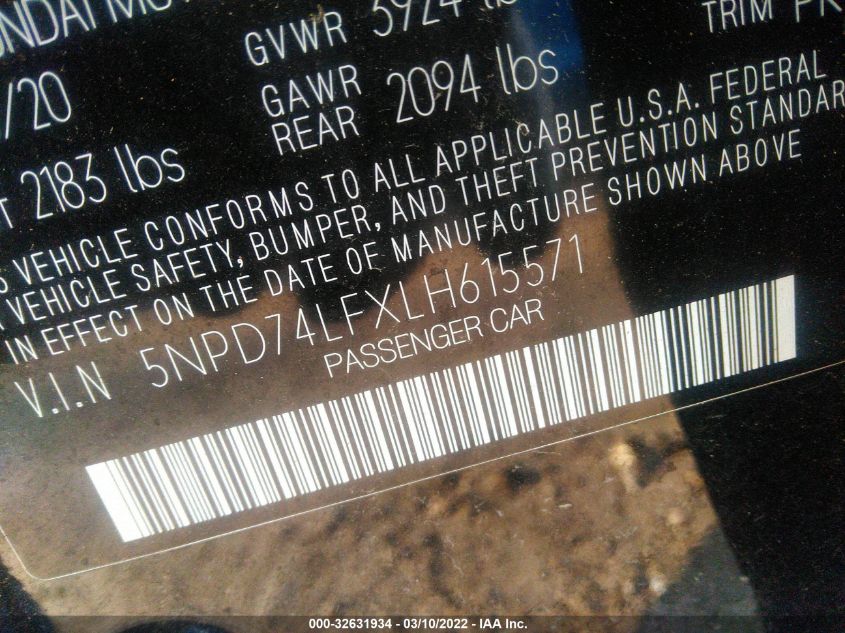 GVWR 3924 lb
TRIM
/20
GAWR
REAR 2094 lbs
2183 lbs
VEHICLE CONFORMS TO ALL APPLICABLE U.S.A. FEDERAL
VEHICLE SAFETY, BUMPER, AND THEFT PREVENTION STANDAR
IN EFFECT ON THE DATE OF MANUFACTURE SHOWN ABOVE
V.I.N 5NPD74LFXLH615571
PASSENGER CAR
000-32631934 - 03/10/2022 - IAA Inc.